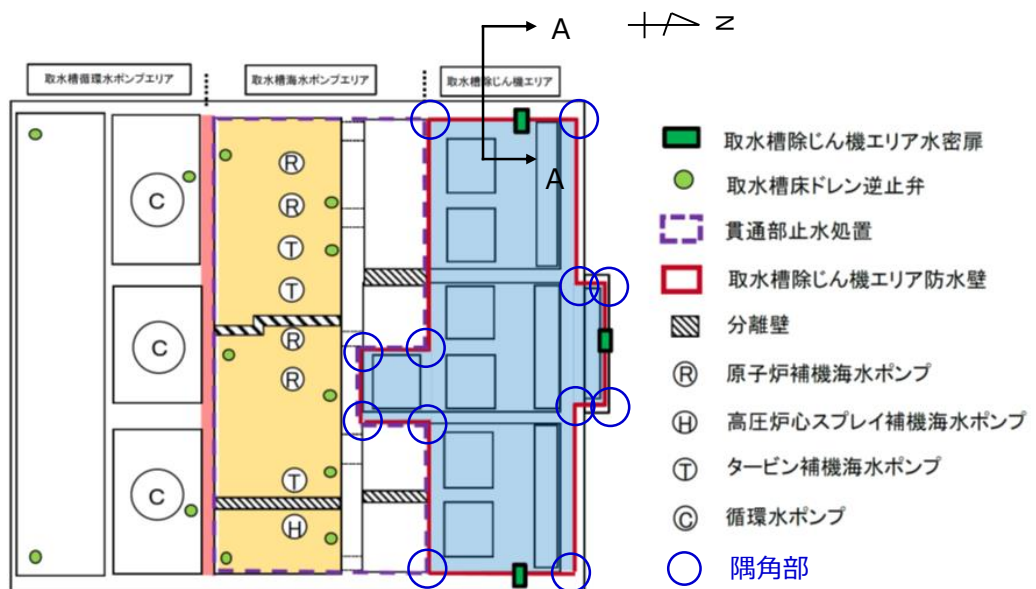 A
N
取水槽循環水ポンプエリア
取水槽海水ポンプエリア
取水槽除じん機エリア
A
R
R
T
T
R
R
T
H
C
C
C
取水槽除じん機エリア水密扉
取水槽床ドレン逆止弁
貫通部止水処置
取水槽除じん機エリア防水壁
分離壁
R 原子炉補機海水ポンプ
H 高圧炉心スプレイ補機海水ポンプ
T タービン補機海水ポンプ
C 循環水ポンプ
隅角部